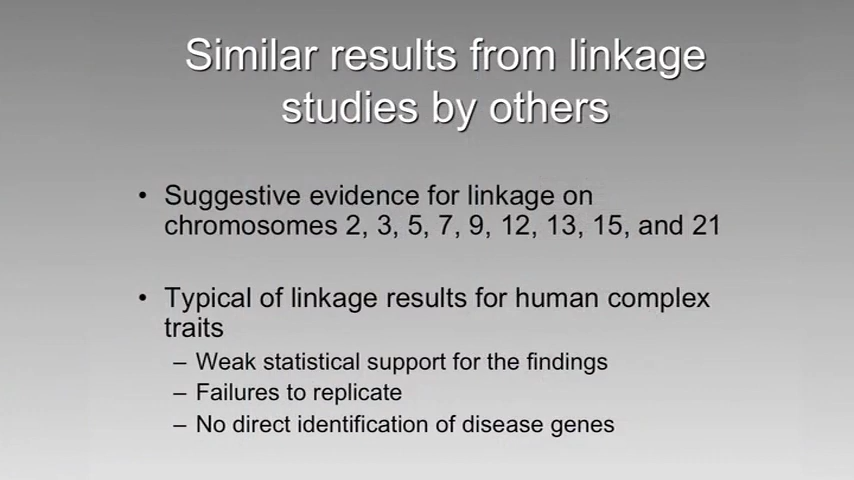 Similar results from linkage
studies by others
• Suggestive evidence for linkage on
chromosomes 2, 3, 5, 7, 9, 12, 13, 15, and 21
• Typical of linkage results for human complex
traits
– Weak statistical support for the findings
– Failures to replicate
– No direct identification of disease genes